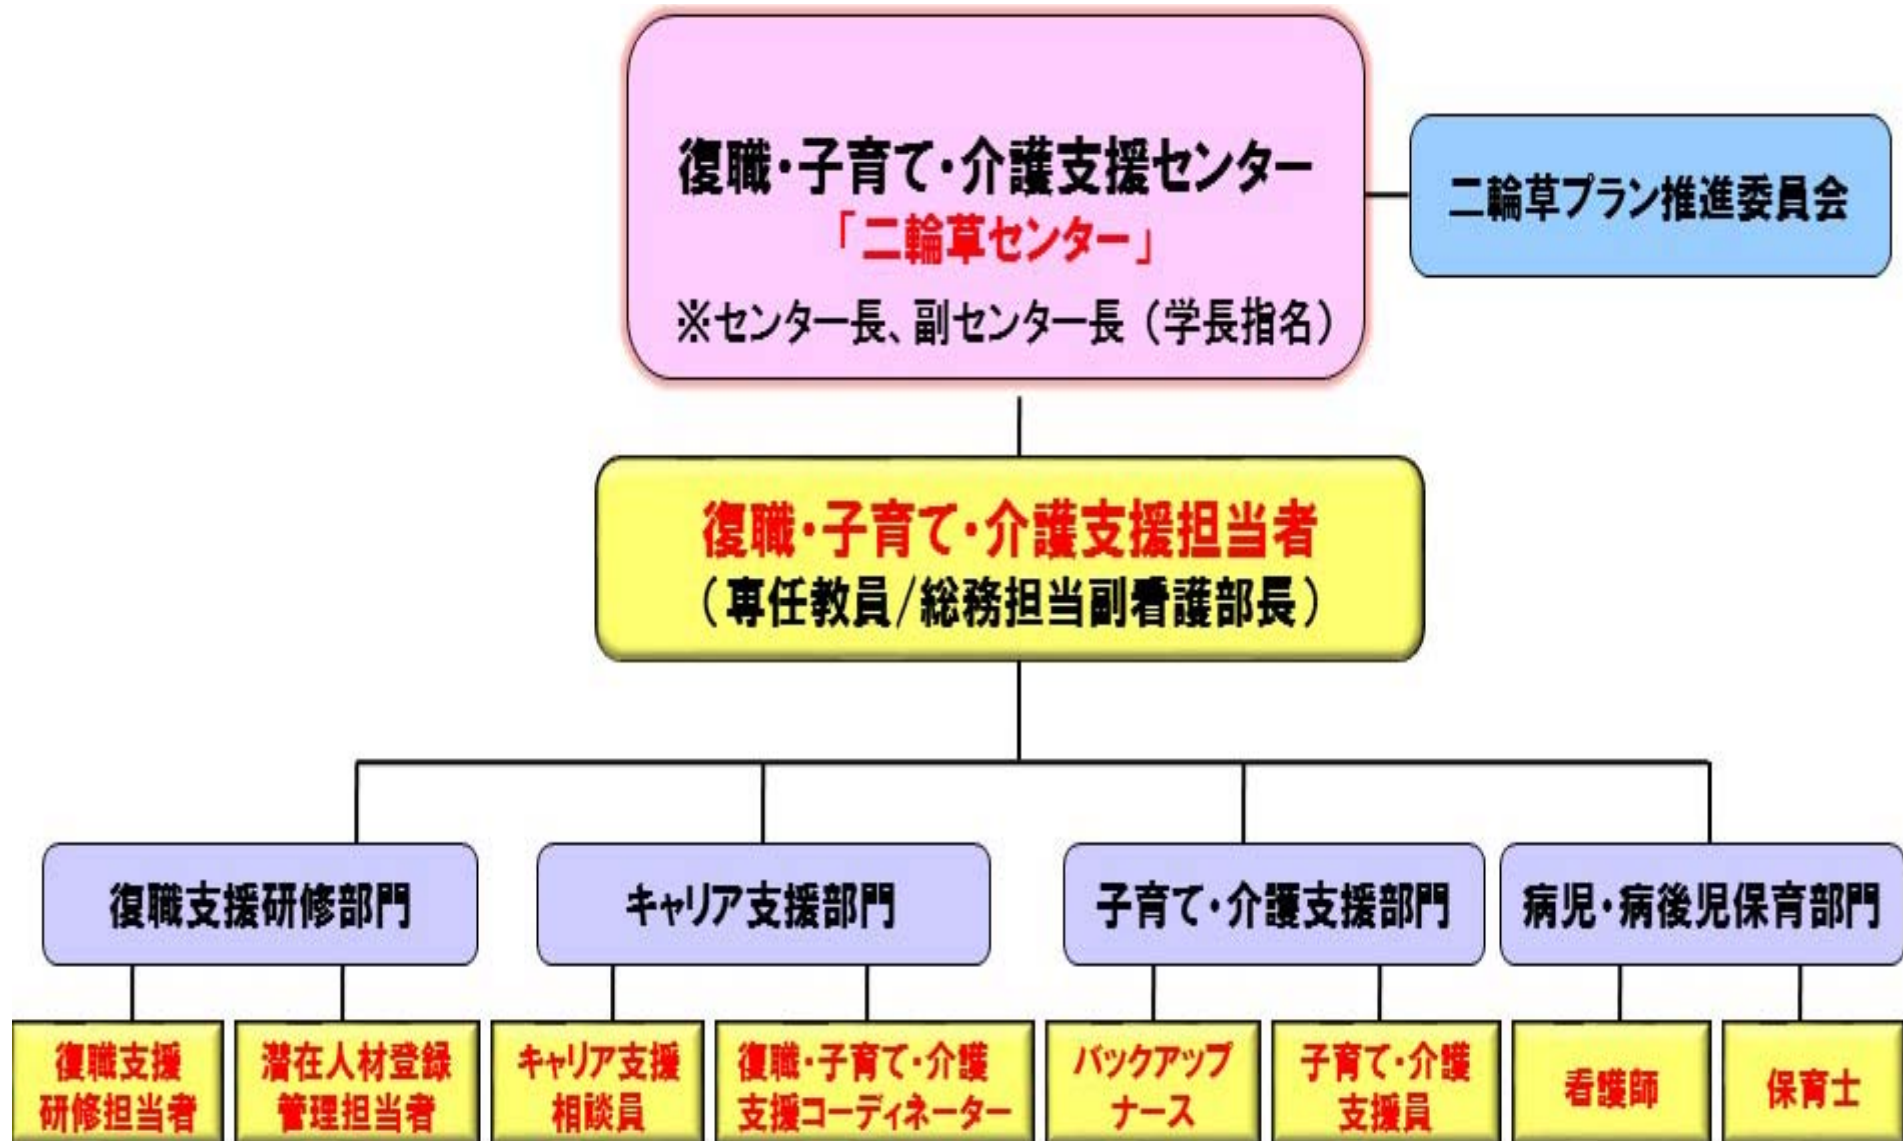 復職・子育て・介護支援センター
「二輪草センター」
※センター長、副センター長（学長指名）
二輪草プラン推進委員会
復職・子育て・介護支援担当者
（専任教員/総務担当副看護部長）
復職支援研修部門
キャリア支援部門
子育て・介護支援部門
病児・病後児保育部門
復職支援
研修担当者
潜在人材登録
管理担当者
キャリア支援
相談員
復職・子育て・介護
支援コーディネーター
バックアップ
ナース
子育て・介護
支援員
看護師
保育士